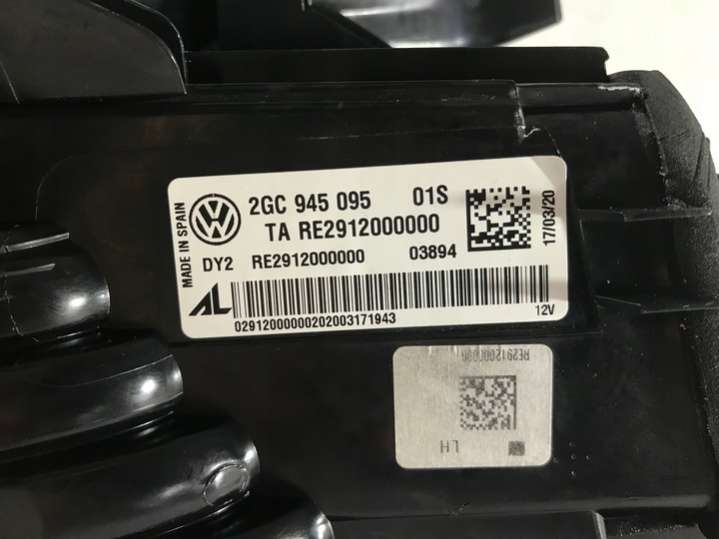 MADE IN SPAIN
2GC 945 095 01S
TA RE2912000000
DY2 RE2912000000 03894
AL
02912000000202003171943
12V
17/03/20
RE2912000000
LH